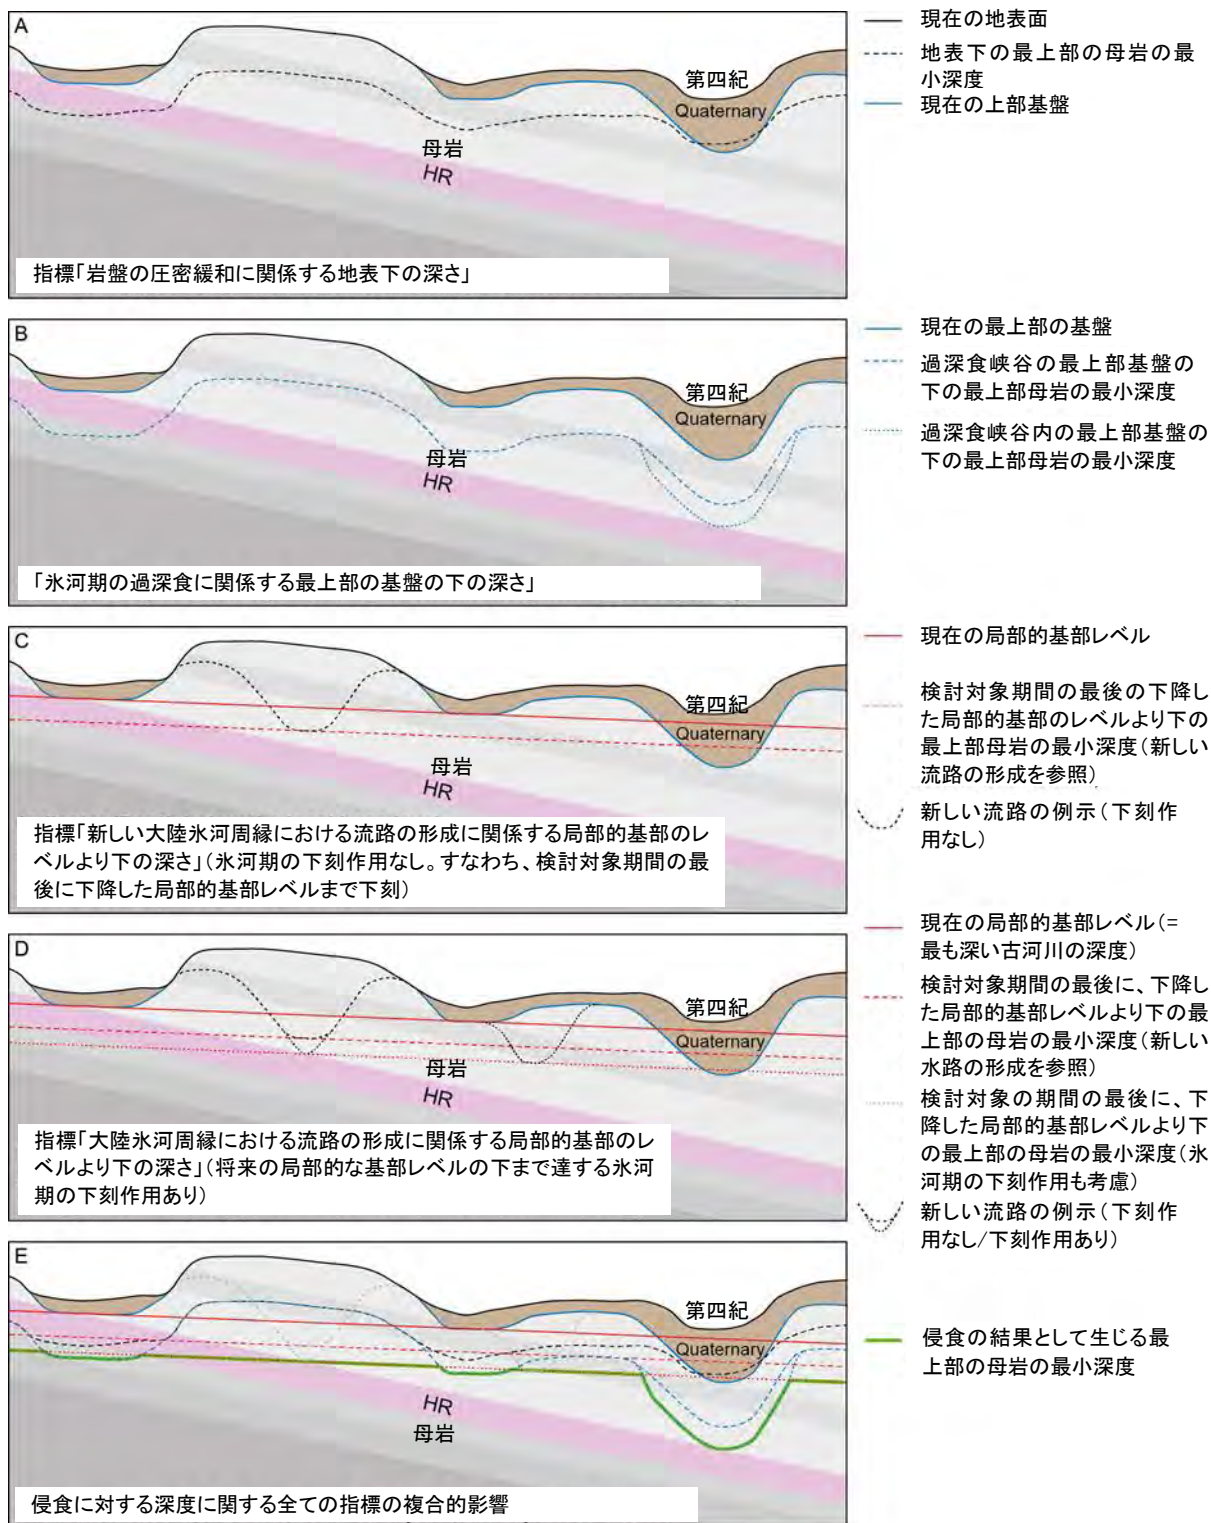 A
第四紀
Quaternary
母岩
HR
指標「岩盤の圧密緩和に関係する地表下の深さ」
現在の地表面
地表下の最上部の母岩の最
小深度
現在の上部基盤
B
第四紀
Quaternary
母岩
HR
「氷河期の過深食に関係する最上部の基盤の下の深さ」
現在の最上部の基盤
過深食峡谷の最上部基盤の
下の最上部母岩の最小深度
過深食峡谷内の最上部基盤の
下の最上部母岩の最小深度
C
第四紀
Quaternary
母岩
HR
指標「新しい大陸氷河周縁における流路の形成に関係する局部的基部のレ
ベルより下の深さ」(氷河期の下刻作用なし。すなわち、検討対象期間の最
後に下降した局部的基部レベルまで下刻)
現在の局部的基部レベル
検討対象期間の最後の下降し
た局部的基部のレベルより下の
最上部母岩の最小深度(新しい
流路の形成を参照)
新しい流路の例示(下刻作
用なし)
D
第四紀
Quaternary
母岩
HR
指標「大陸氷河周縁における流路の形成に関係する局部的基部のレ
ベルより下の深さ」(将来の局部的な基部レベルの下まで達する氷河
期の下刻作用あり)
現在の局部的基部レベル(=
最も深い古河川の深度)
検討対象期間の最後に、下降し
た局部的基部レベルより下の最
上部の母岩の最小深度(新しい
水路の形成を参照)
検討対象の期間の最後に、下
降した局部的基部レベルより下
の最上部の母岩の最小深度(氷
河期の下刻作用も考慮)
新しい流路の例示(下刻作
用なし/下刻作用あり)
E
第四紀
Quaternary
HR
母岩
侵食に対する深度に関する全ての指標の複合的影響
侵食の結果として生じる最
上部の母岩の最小深度